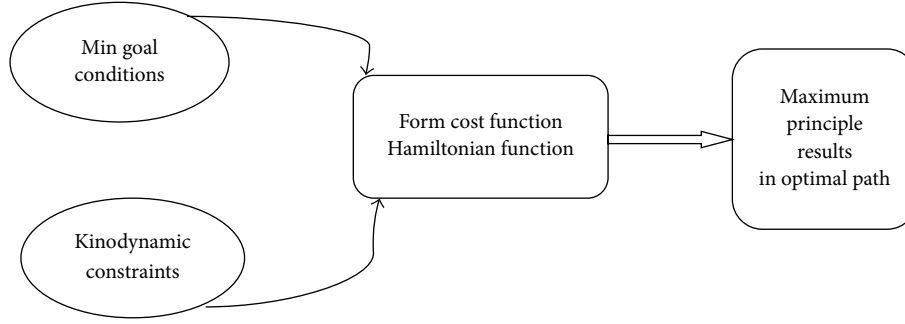 Min goal
conditions
Kinodynamic
constraints
Form cost function
Hamiltonian function
Maximum
principle
results
in optimal path